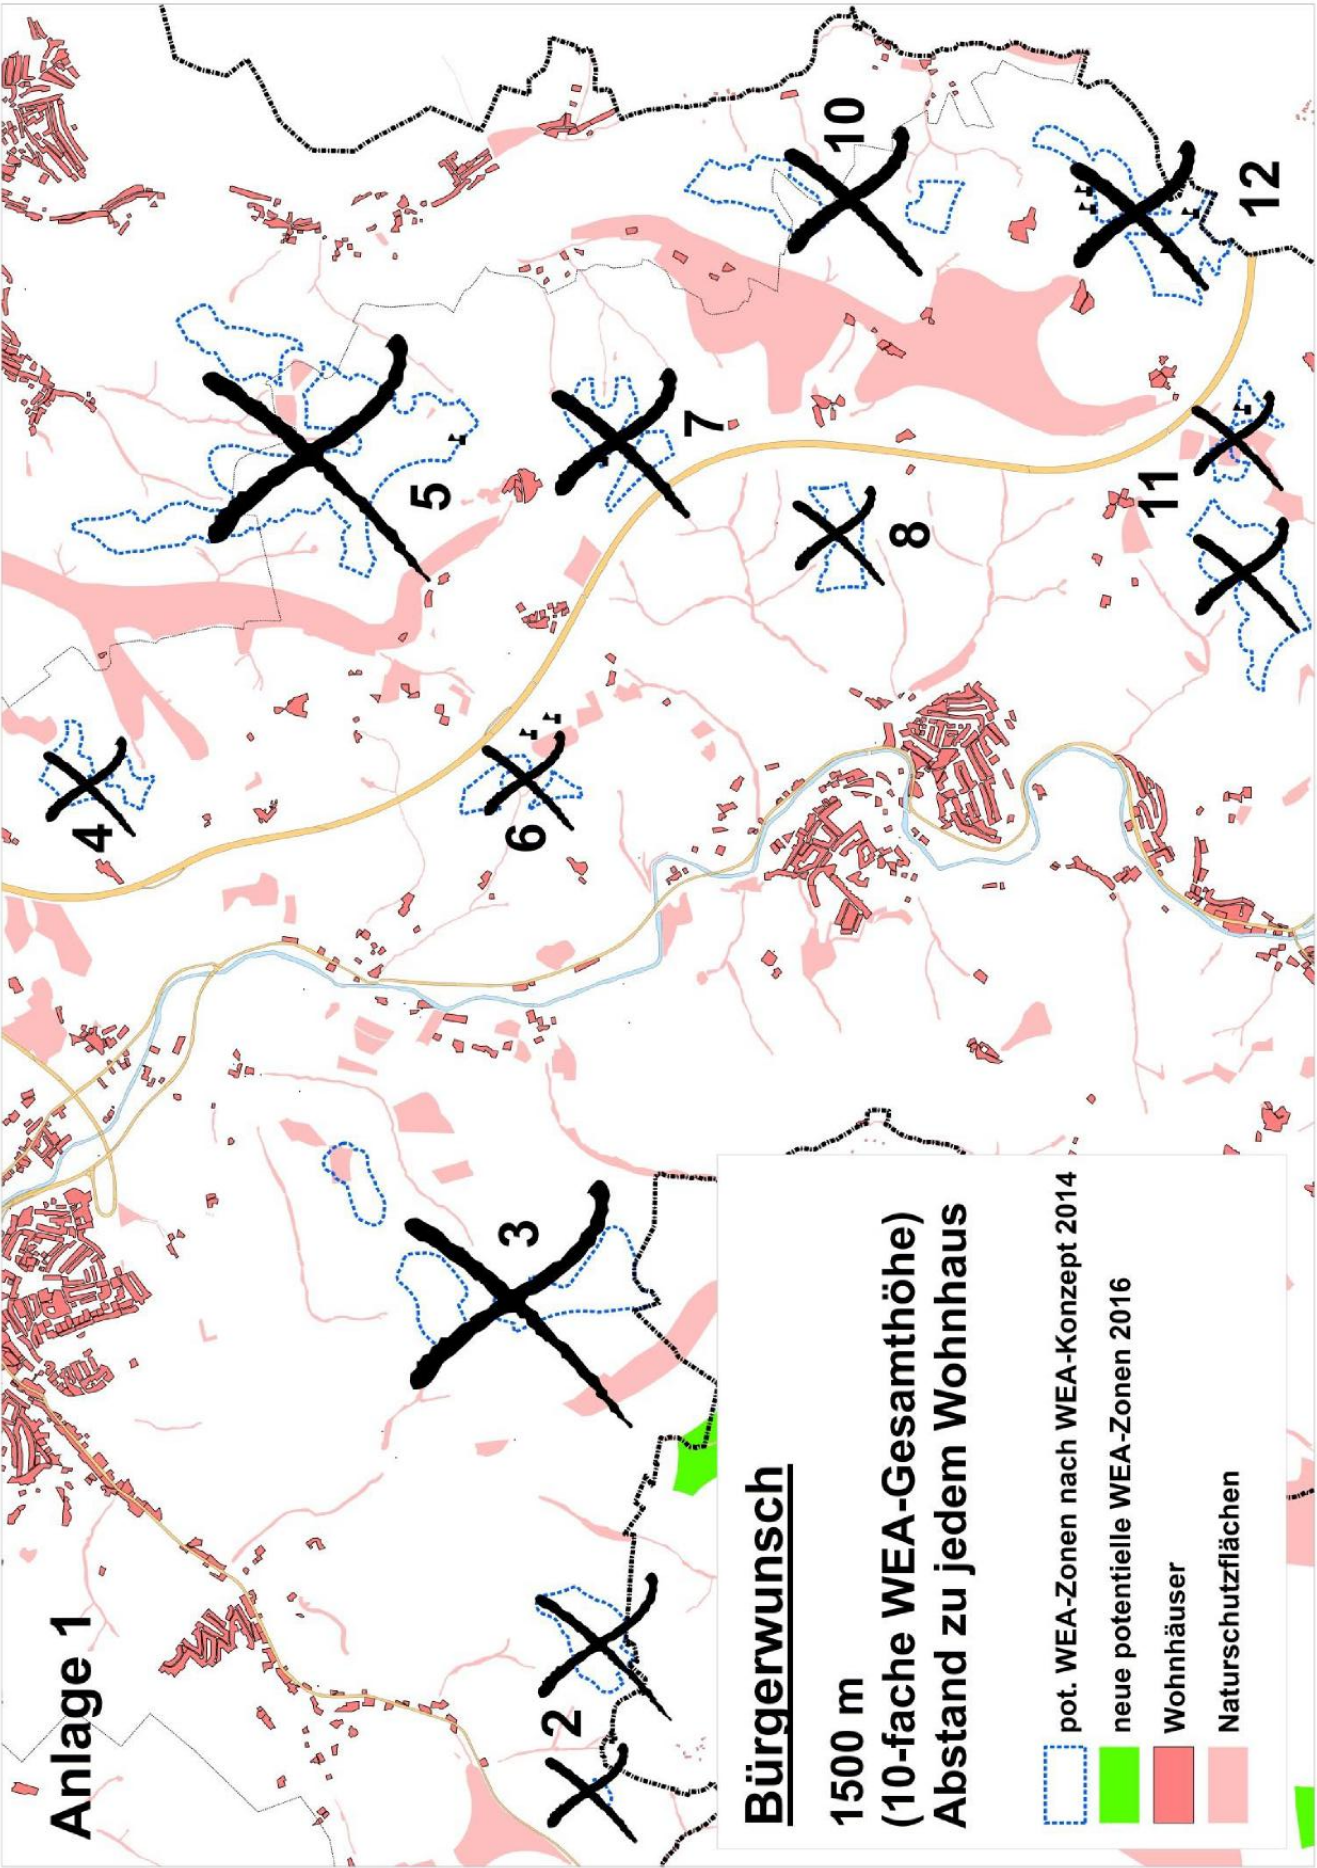 Anlage 1
2
3
4
5
6
7
8
10
11
12
Bürgerwunsch
1500 m
(10-fache WEA-Gesamthöhe)
Abstand zu jedem Wohnhaus
pot. WEA-Zonen nach WEA-Konzept 2014
neue potentielle WEA-Zonen 2016
Wohnhäuser
Naturschutzflächen